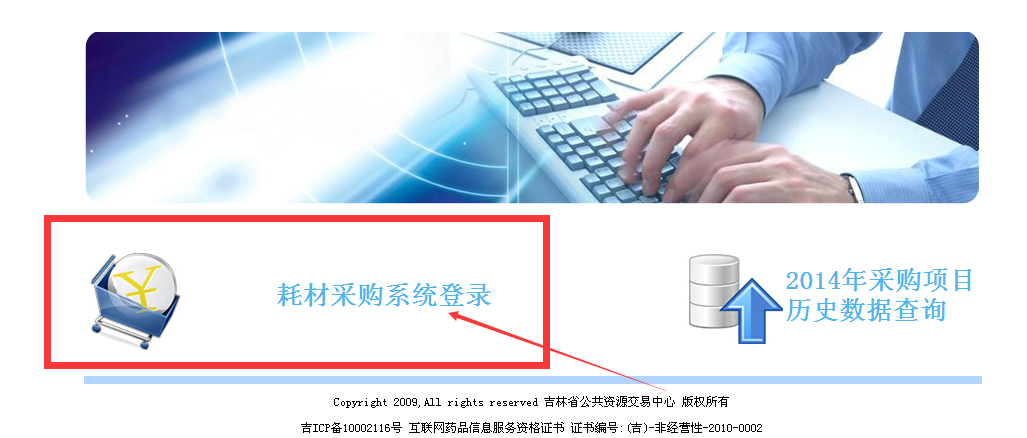 耗材采购系统登录
2014年采购项目
历史数据查询
Copyright 2009,All rights reserved 吉林省公共资源交易中心 版权所有
吉ICP备10002116号 互联网药品信息服务资格证书 证书编号:(吉)-非经营性-2010-0002